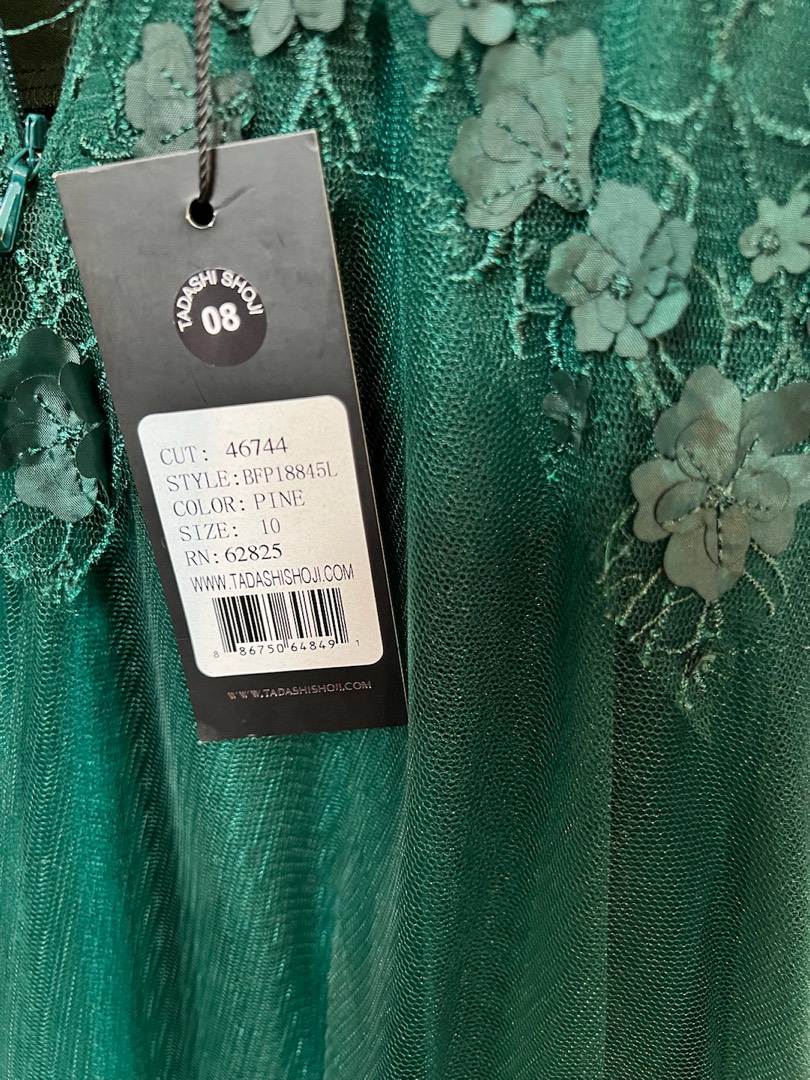 TADASHI SHOJI
08
CUT: 46744
STYLE:BFP18845L
COLOR:PINE
SIZE: 10
RN:62825
WWW.TADASHISHOJI.COM
8 86750 64849 1
WWW.TADASHISHOJI.COM